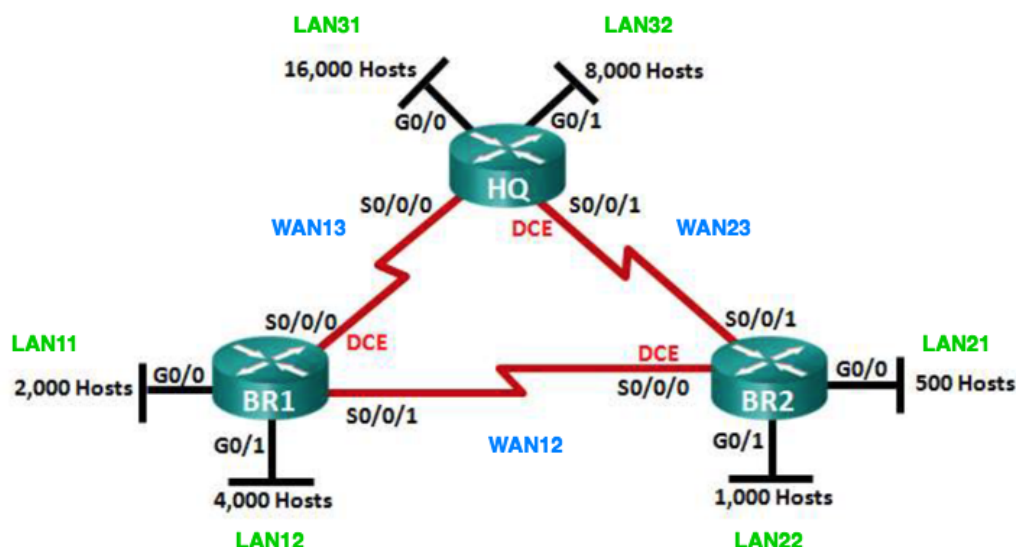 LAN31
LAN32
16,000 Hosts
8,000 Hosts
G0/0
G0/1
HQ
S0/0/0
S0/0/1
DCE
WAN13
WAN23
S0/0/0
DCE
S0/0/1
LAN11
LAN21
2,000 Hosts
G0/0
BR1
S0/0/1
DCE
S0/0/0
BR2
G0/0
500 Hosts
G0/1
WAN12
G0/1
4,000 Hosts
1,000 Hosts
LAN12
LAN22